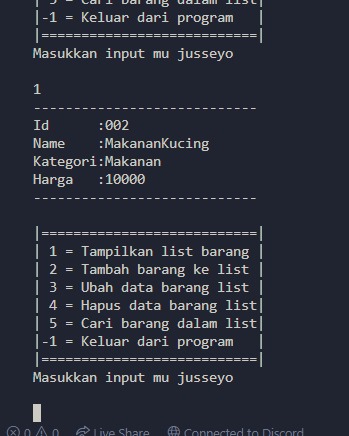 | 5 = Cari barang dalam list|
|-1 = Keluar dari program   |
|===========================|
Masukkan input mu jusseyo
1
----------------------------
Id      :002
Name    :MakananKucing
Kategori:Makanan
Harga   :10000
----------------------------
|===========================|
| 1 = Tampilkan list barang |
| 2 = Tambah barang ke list |
| 3 = Ubah data barang list |
| 4 = Hapus data barang list|
| 5 = Cari barang dalam list|
|-1 = Keluar dari program   |
|===========================|
Masukkan input mu jusseyo
0 0 Live Share Connected to Discord